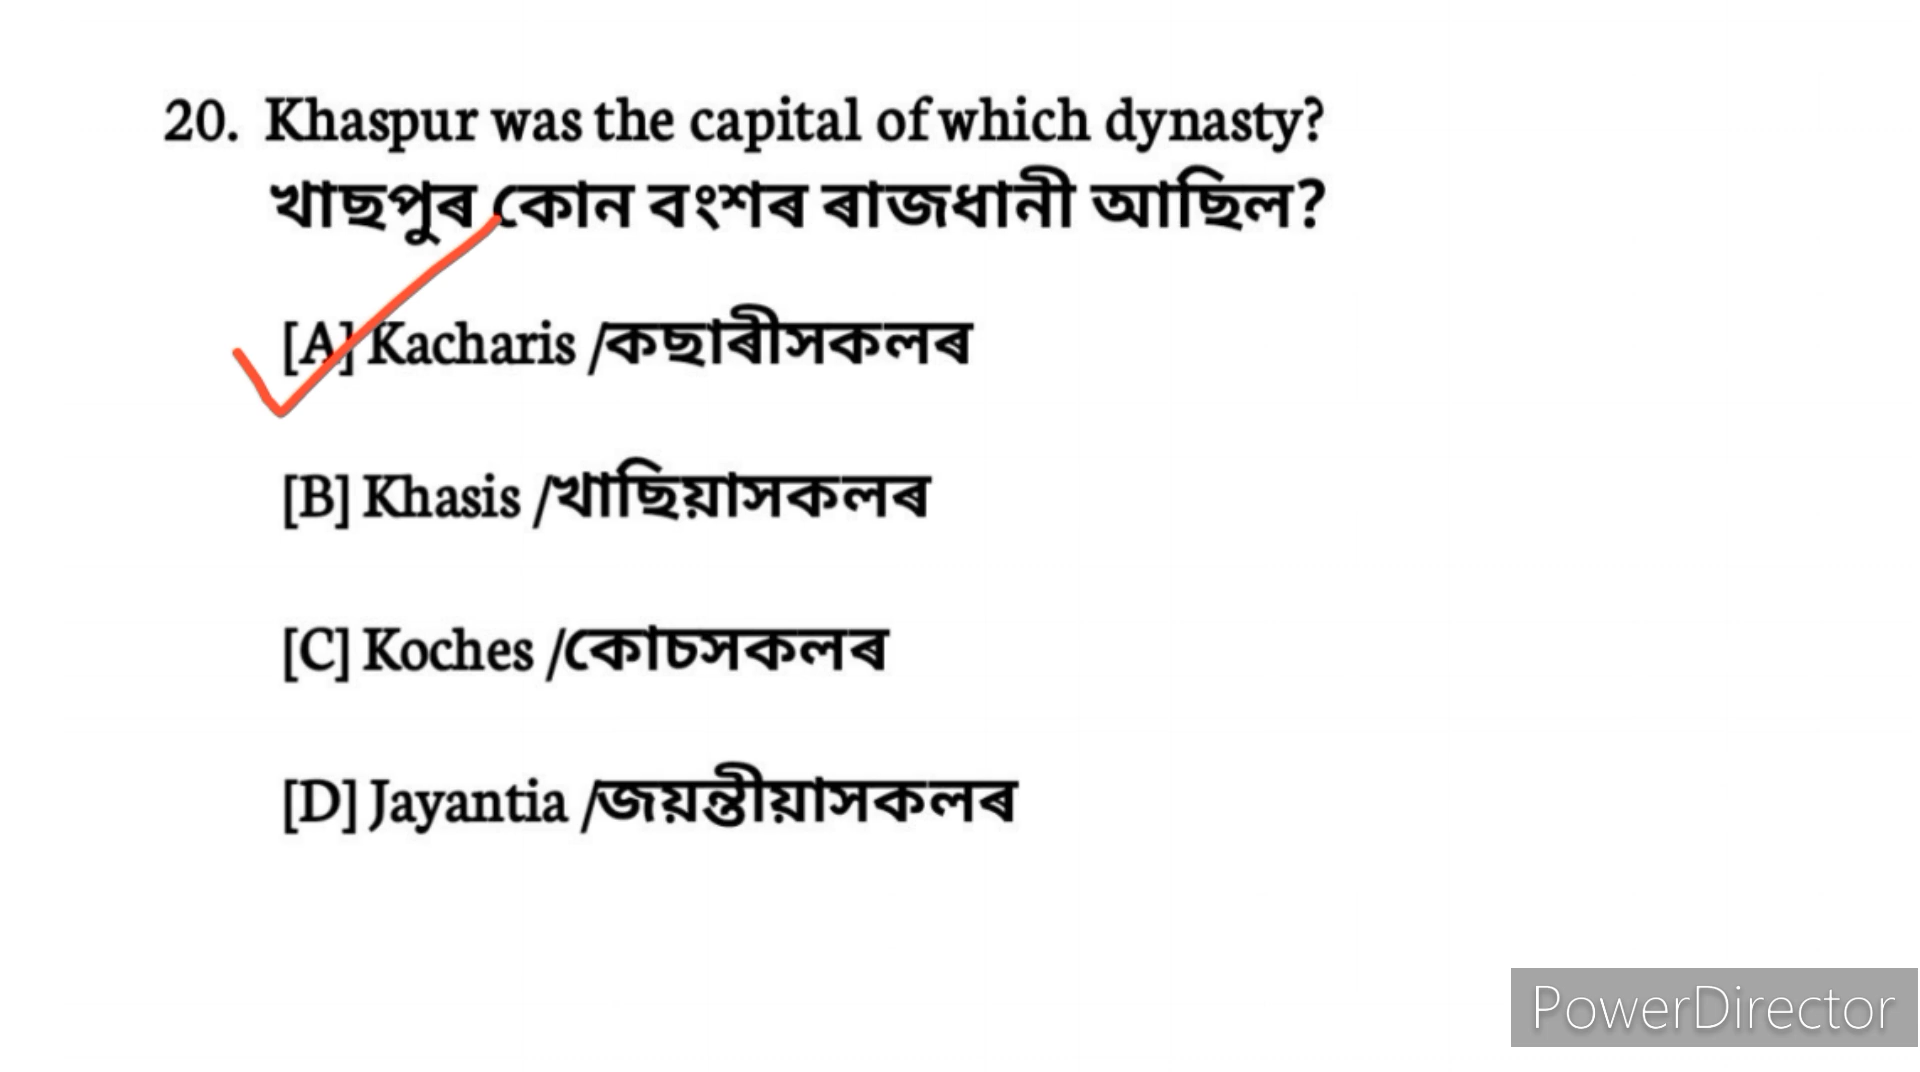 20. Khaspur was the capital of which dynasty?
খাছপুৰ কোন বংশৰ ৰাজধানী আছিল?
[A] Kacharis /কছাৰীসকলৰ
[B] Khasis /খাছিয়াসকলৰ
[C] Koches /কোচসকলৰ
[D] Jayantia /জয়ন্তীয়াসকলৰ
PowerDirector